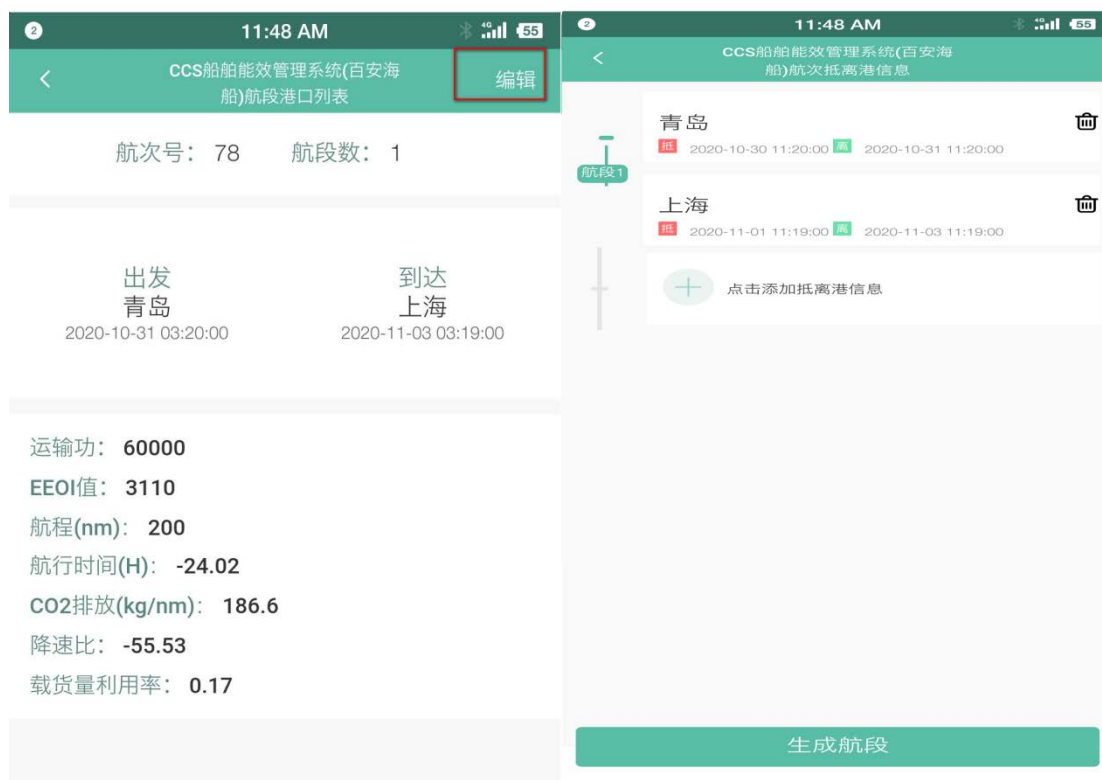 2
11:48 AM
4G
55
CCS船舶能效管理系统(百安海
船)航段港口列表
编辑
航次号： 78 航段数： 1
出发
青岛
2020-10-31 03:20:00
到达
上海
2020-11-03 03:19:00
运输功： 60000
EEOI值： 3110
航程(nm)： 200
航行时间(H)： -24.02
CO2排放(kg/nm)： 186.6
降速比： -55.53
载货量利用率： 0.17
2
11:48 AM
4G
55
CCS船舶能效管理系统(百安海
船)航次抵离港信息
航段1
青岛
抵 2020-10-30 11:20:00 离 2020-10-31 11:20:00
上海
抵 2020-11-01 11:19:00 离 2020-11-03 11:19:00
点击添加抵离港信息
生成航段